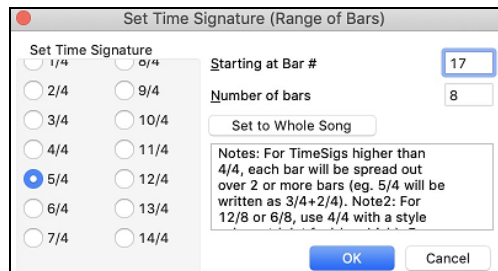 Set Time Signature (Range of Bars)
Set Time Signature
1/4 8/4
2/4 9/4
3/4 10/4
4/4 11/4
5/4 12/4
6/4 13/4
7/4 14/4
Starting at Bar # 17
Number of bars 8
Set to Whole Song
Notes: For TimeSigs higher than
4/4, each bar will be spread out
over 2 or more bars (eg. 5/4 will be
written as 3/4+2/4). Note2: For
12/8 or 6/8, use 4/4 with a style
OK Cancel